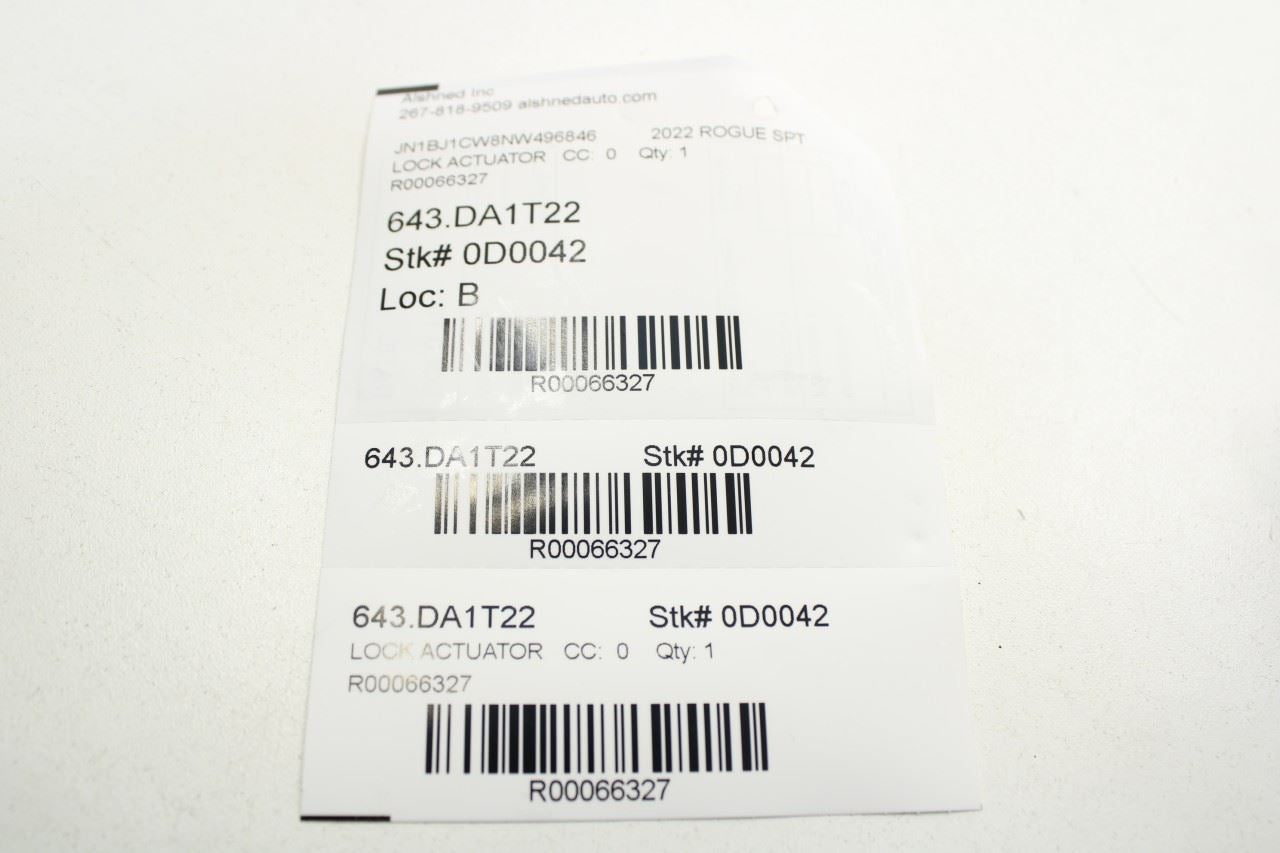 Alshned Inc
267-818-9509 alshnedauto.com
JN1BJ1CW8NW496846 2022 ROGUE SPT
LOCK ACTUATOR CC: 0 Qty: 1
R00066327
643.DA1T22
Stk# 0D0042
Loc: B
R00066327
643.DA1T22 Stk# 0D0042
R00066327
643.DA1T22 Stk# 0D0042
LOCK ACTUATOR CC: 0 Qty: 1
R00066327
R00066327